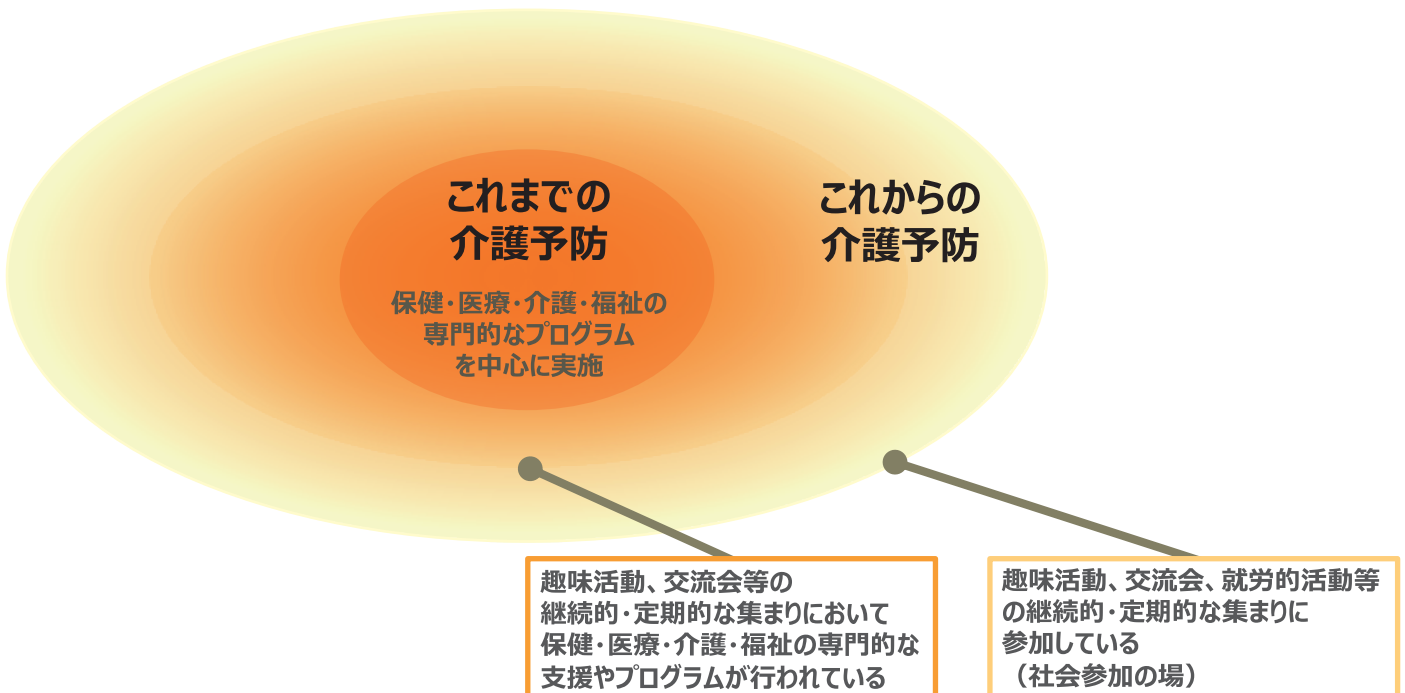 これまでの
介護予防
保健・医療・介護・福祉の
専門的なプログラム
を中心に実施
これからの
介護予防
趣味活動、交流会等の
継続的・定期的な集まりにおいて
保健・医療・介護・福祉の専門的な
支援やプログラムが行われている
趣味活動、交流会、就労的活動等
の継続的・定期的な集まりに
参加している
（社会参加の場）